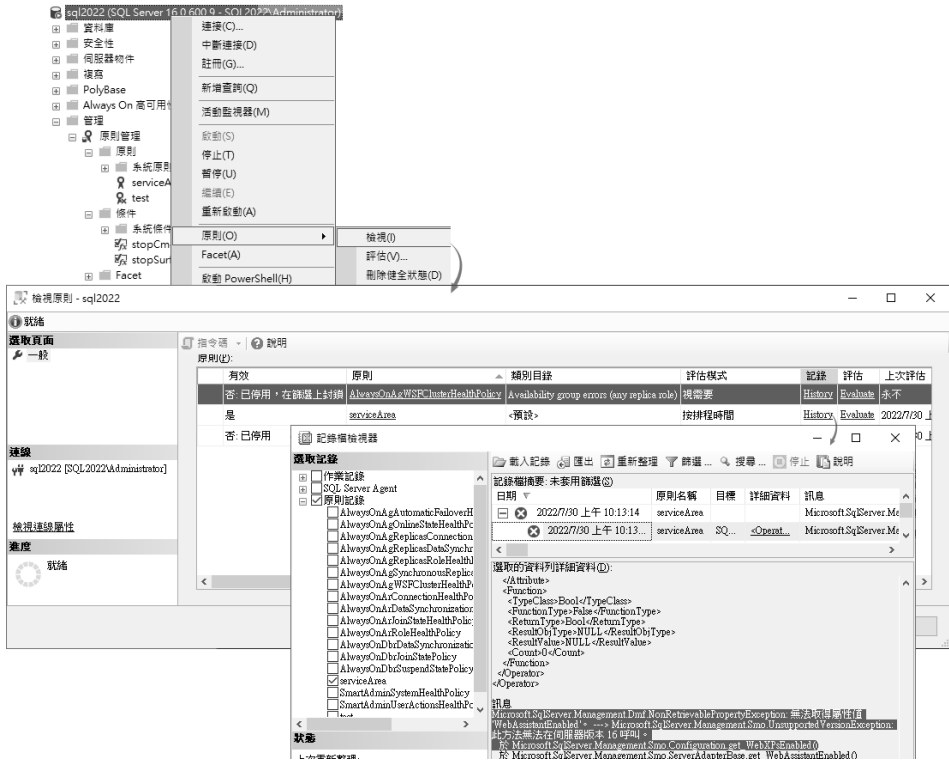 sql2022 (SQL Server 16.0.600.9 - SQL2022\Administrator)
資料庫
安全性
伺服器物件
複寫
PolyBase
Always On 高可用性
管理
原則管理
原則
系統原則
serviceA
test
條件
系統條件
stopCm
stopSur
Facet
連接(C)...
中斷連接(D)
註冊(G)...
新增查詢(Q)
活動監視器(M)
啟動(S)
停止(T)
暫停(U)
繼續(E)
重新啟動(A)
原則(O)
Facet(A)
啟動 PowerShell(H)
檢視(I)
評估(V)...
刪除健全狀態(D)
檢視原則 - sql2022
就緒
選取頁面
一般
連線
sql2022 [SQL2022\Administrator]
檢視連線屬性
進度
就緒
指令碼 說明
原則(P):
有效 原則 類別目錄 評估模式 記錄 評估 上次評估
否: 已停用，在篩選上封鎖 AlwaysOnAgWSFClusterHealthPolicy Availability group errors (any replica role) 視需要 History Evaluate 永不
是 serviceArea <預設> 按排程時間 History Evaluate 2022/7/30 上
否: 已停用
記錄檔檢視器
選取記錄
作業記錄
SQL Server Agent
原則記錄
AlwaysOnAgAutomaticFailoverH
AlwaysOnAgOnlineStateHealthPo
AlwaysOnAgReplicasConnection
AlwaysOnAgReplicasDataSynchr
AlwaysOnAgReplicasRoleHealthl
AlwaysOnAgSynchronousReplica
AlwaysOnAgWSFClusterHealthPo
AlwaysOnArConnectionHealthPo
AlwaysOnArDataSynchronization
AlwaysOnArJoinStateHealthPolic
AlwaysOnArRoleHealthPolicy
AlwaysOnDbrDataSynchronizatio
AlwaysOnDbrJoinStatePolicy
AlwaysOnDbrSuspendStatePolicy
serviceArea
SmartAdminSystemHealthPolicy
SmartAdminUserActionsHealthPo
test
狀態
上次重新整理:
載入記錄 匯出 重新整理 篩選... 搜尋... 停止 說明
記錄檔摘要: 未套用篩選(S)
日期 原則名稱 目標 詳細資料 訊息
2022/7/30 上午 10:13:14 serviceArea Microsoft.SqlServer.Ma
2022/7/30 上午 10:13... serviceArea SQ... <Operat... Microsoft.SqlServer.Ma
選取的資料列詳細資料(D):
</Attribute>
<Function>
<TypeClass>Bool</TypeClass>
<FunctionType>False</FunctionType>
<ReturnType>Bool</ReturnType>
<ResultObjType>NULL</ResultObjType>
<ResultValue>NULL</ResultValue>
<Count>0</Count>
</Function>
</Operator>
</Operator>
訊息
Microsoft.SqlServer.Management.Dmf.NonRetrievablePropertyException: 無法取得屬性值
'WebAssistantEnabled'。 ---> Microsoft.SqlServer.Management.Smo.UnsupportedVersionException:
此方法無法在伺服器版本 16 呼叫。
於 Microsoft.SqlServer.Management.Smo.Configuration.get_WebXPsEnabled()
於 Microsoft.SqlServer.Management.Smo.ServerAdapterBase.get_WebAssistantEnabled()